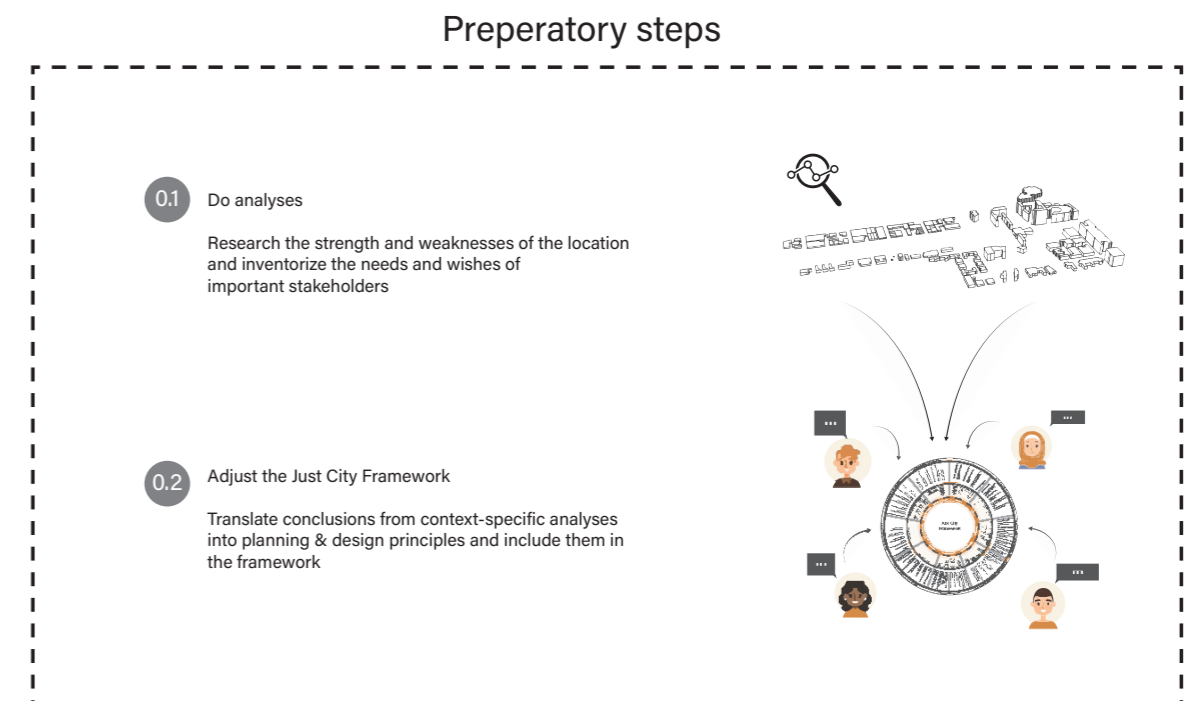 Preperatory steps
0.1
Do analyses
Research the strength and weaknesses of the location
and inventorize the needs and wishes of
important stakeholders
0.2
Adjust the Just City Framework
Translate conclusions from context-specific analyses
into planning & design principles and include them in
the framework